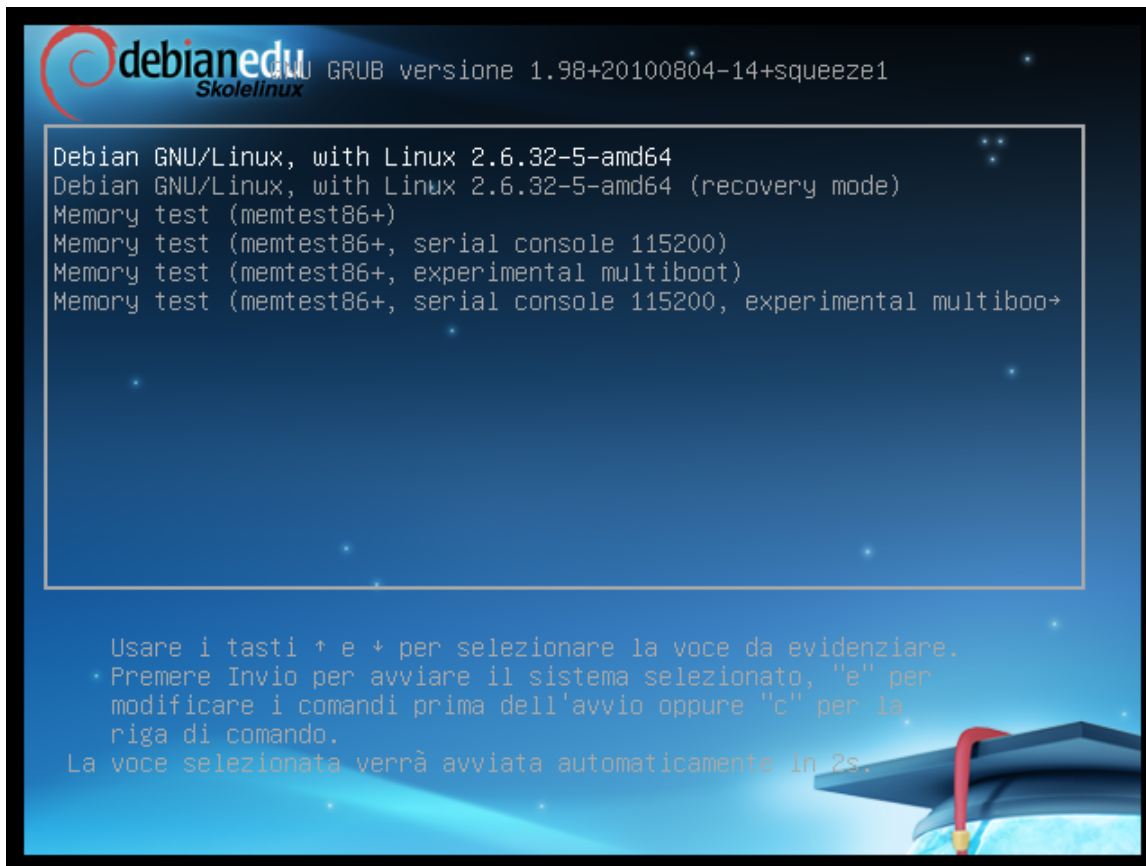 debianedu
Skolelinux
GNU GRUB versione 1.98+20100804-14+squeeze1
Debian GNU/Linux, with Linux 2.6.32-5-amd64
Debian GNU/Linux, with Linux 2.6.32-5-amd64 (recovery mode)
Memory test (memtest86+)
Memory test (memtest86+, serial console 115200)
Memory test (memtest86+, experimental multiboot)
Memory test (memtest86+, serial console 115200, experimental multiboo→
Usare i tasti ↑ e ↓ per selezionare la voce da evidenziare.
Premere Invio per avviare il sistema selezionato, "e" per
modificare i comandi prima dell'avvio oppure "c" per la
riga di comando.
La voce selezionata verrà avviata automaticamente in 2s.